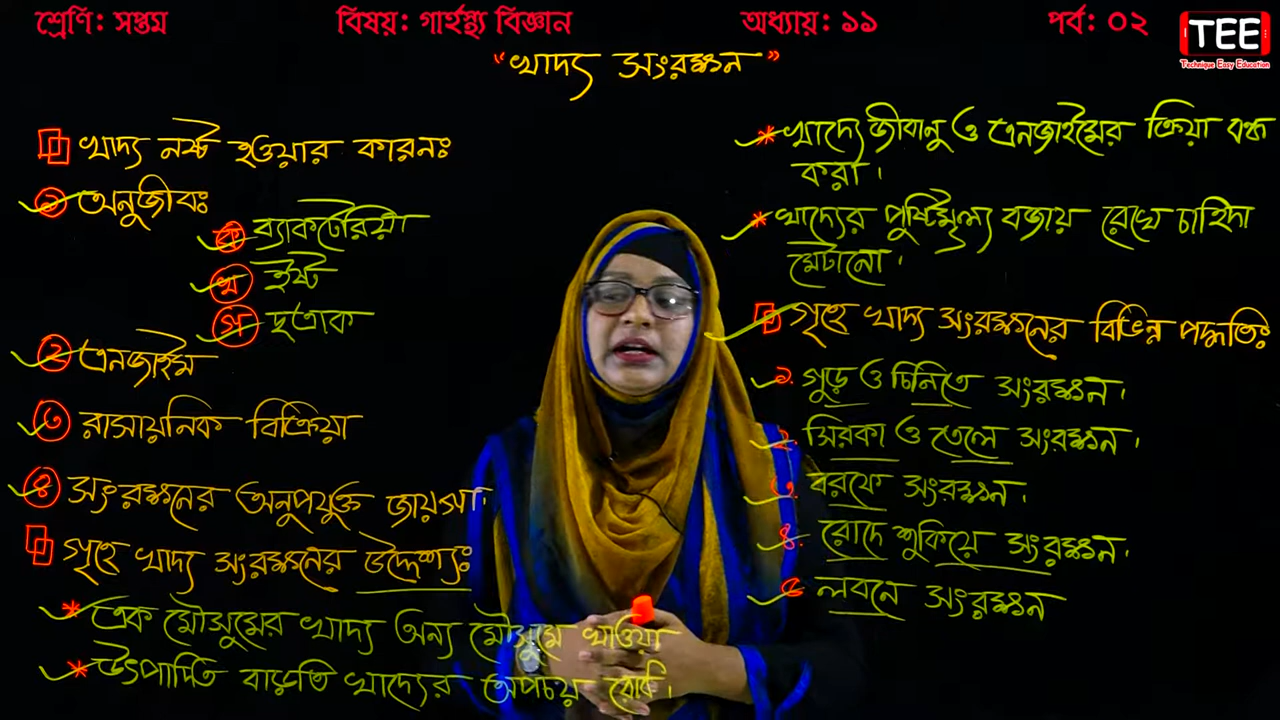 শ্রেণি: সপ্তম
বিষয়: গার্হস্থ্য বিজ্ঞান
অধ্যায়: ১১
পর্ব: ০২
TEE
Technique Easy Education
“খাদ্য সংরক্ষন”
খাদ্য নষ্ট হওয়ার কারনঃ
১ অনুজীবঃ
ক ব্যাকটেরিয়া
খ ইষ্ট
গ ছত্রাক
২ এনজাইম
৩ রাসায়নিক বিক্রিয়া
৪ সংরক্ষনের অনুপযুক্ত জায়গা।
গৃহে খাদ্য সংরক্ষনের উদ্দেশ্যঃ
* এক মৌসুমের খাদ্য অন্য মৌসুমে খাওয়া
* উৎপাদিত বাড়তি খাদ্যের অপচয় রোধ।
* খাদ্যে জীবানু ও এনজাইমের ক্রিয়া বন্ধ
করা।
* খাদ্যের পুষ্টিমূল্য বজায় রেখে চাহিদা
মেটানো।
গৃহে খাদ্য সংরক্ষনের বিভিন্ন পদ্ধতিঃ
১. গুড় ও চিনিতে সংরক্ষন।
২. সিরকা ও তেলে সংরক্ষন।
৩. বরফে সংরক্ষন।
৪. রোদে শুকিয়ে সংরক্ষন।
৫ লবনে সংরক্ষন